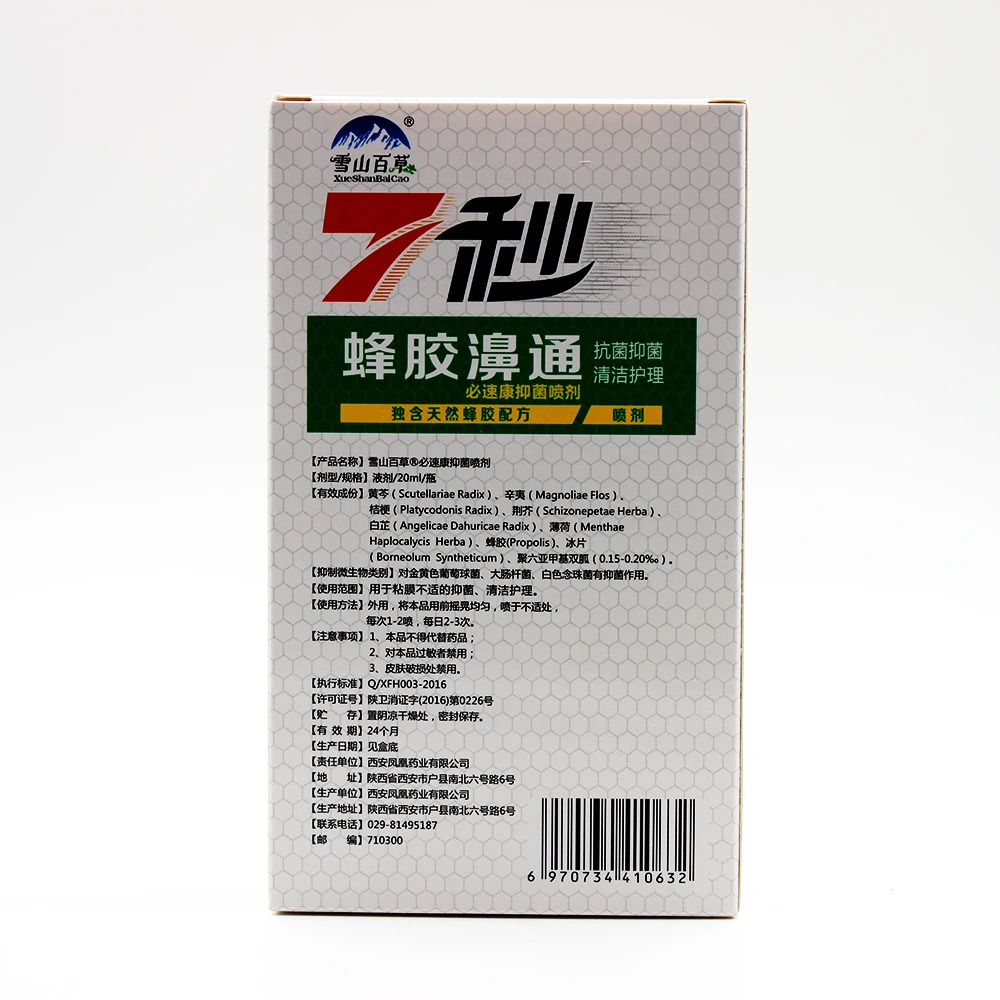 ®
雪山百草
XueShanBaiCao
7秒
蜂胶濞通
抗菌抑菌
清洁护理
必速康抑菌喷剂
独含天然蜂胶配方 / 喷剂
【产品名称】雪山百草®必速康抑菌喷剂
【剂型/规格】液剂/20ml/瓶
【有效成份】黄芩（Scutellariae Radix）、辛夷（Magnoliae Flos）、
桔梗（Platycodonis Radix）、荆芥（Schizonepetae Herba）、
白芷（Angelicae Dahuricae Radix）、薄荷（Menthae
Haplocalycis Herba）、蜂胶(Propolis)、冰片
（Borneolum Syntheticum）、聚六亚甲基双胍（0.15-0.20‰）。
【抑制微生物类别】对金黄色葡萄球菌、大肠杆菌、白色念珠菌有抑菌作用。
【使用范围】用于粘膜不适的抑菌、清洁护理。
【使用方法】外用，将本品用前摇晃均匀，喷于不适处，
每次1-2喷，每日2-3次。
【注意事项】1、本品不得代替药品；
2、对本品过敏者禁用；
3、皮肤破损处禁用。
【执行标准】Q/XFH003-2016
【许可证号】陕卫消证字(2016)第0226号
【贮 存】置阴凉干燥处，密封保存。
【有 效 期】24个月
【生产日期】见盒底
【责任单位】西安凤凰药业有限公司
【地 址】陕西省西安市户县南北六号路6号
【生产单位】西安凤凰药业有限公司
【生产地址】陕西省西安市户县南北六号路6号
【联系电话】029-81495187
【邮 编】710300
6 970734 410632